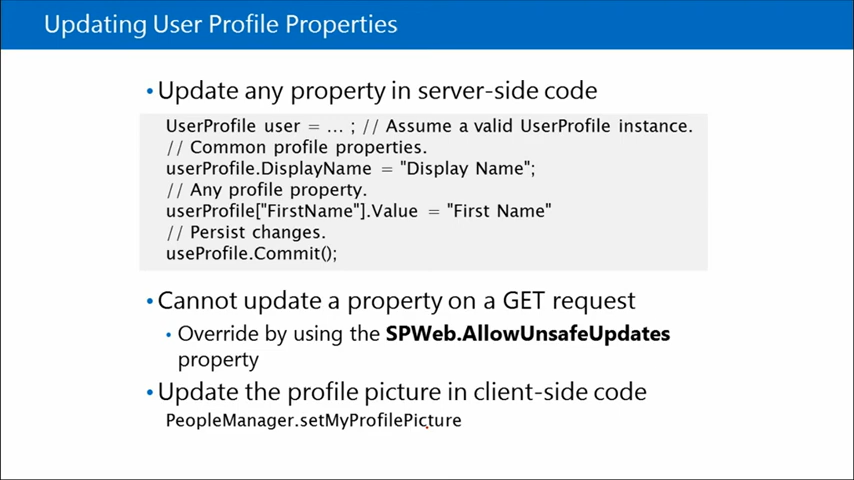 Updating User Profile Properties
• Update any property in server-side code
UserProfile user = ... ; // Assume a valid UserProfile instance.
// Common profile properties.
userProfile.DisplayName = "Display Name";
// Any profile property.
userProfile["FirstName"].Value = "First Name"
// Persist changes.
useProfile.Commit();
• Cannot update a property on a GET request
• Override by using the SPWeb.AllowUnsafeUpdates
property
• Update the profile picture in client-side code
PeopleManager.setMyProfilePicture